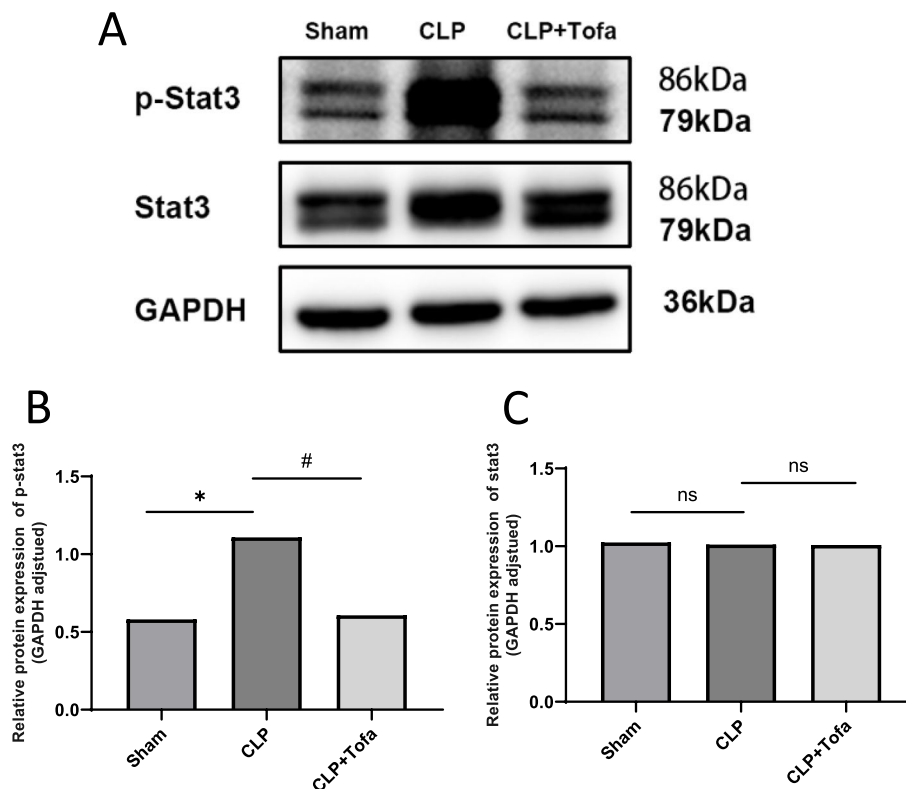 A
Sham CLP CLP+Tofa
p-Stat3
86kDa
79kDa
Stat3
86kDa
79kDa
GAPDH
36kDa
B
Relative protein expression of p-stat3
(GAPDH adjstued)
1.5
1.0
0.5
0.0
*
#
Sham
CLP
CLP+Tofa
C
Relative protein expression of stat3
(GAPDH adjstued)
1.5
1.0
0.5
0.0
ns
ns
Sham
CLP
CLP+Tofa